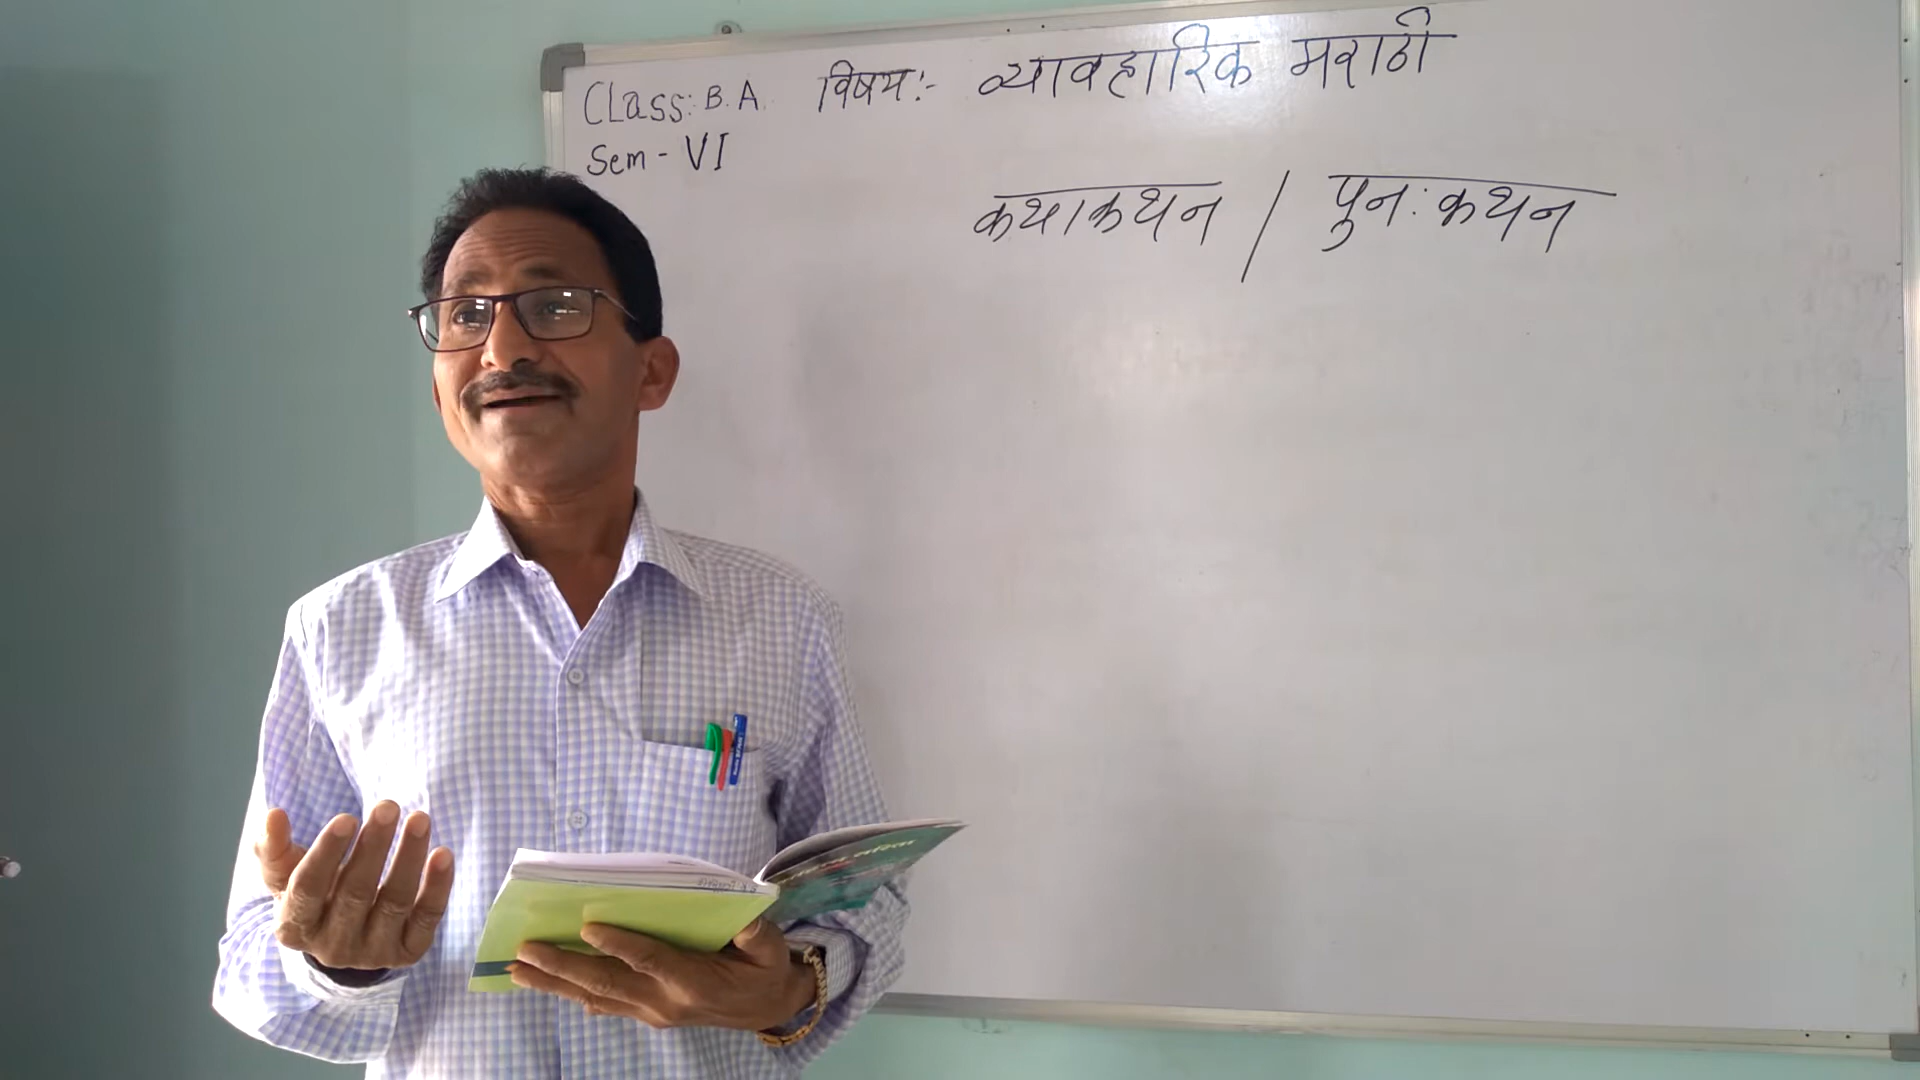 Class: B.A. विषय:- व्यावहारिक मराठी
Sem - VI
कथाकथन / पुन: कथन